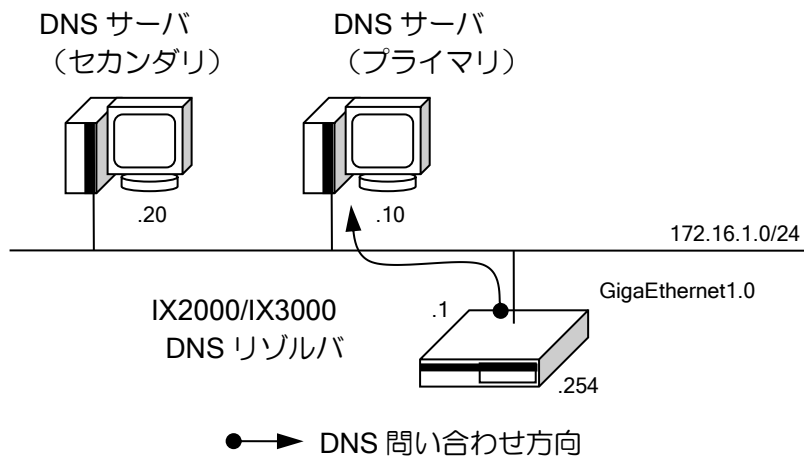 DNS サーバ
（セカンダリ）
DNS サーバ
（プライマリ）
.20
.10
172.16.1.0/24
GigaEthernet1.0
IX2000/IX3000
DNS リゾルバ
.1
.254
DNS 問い合わせ方向